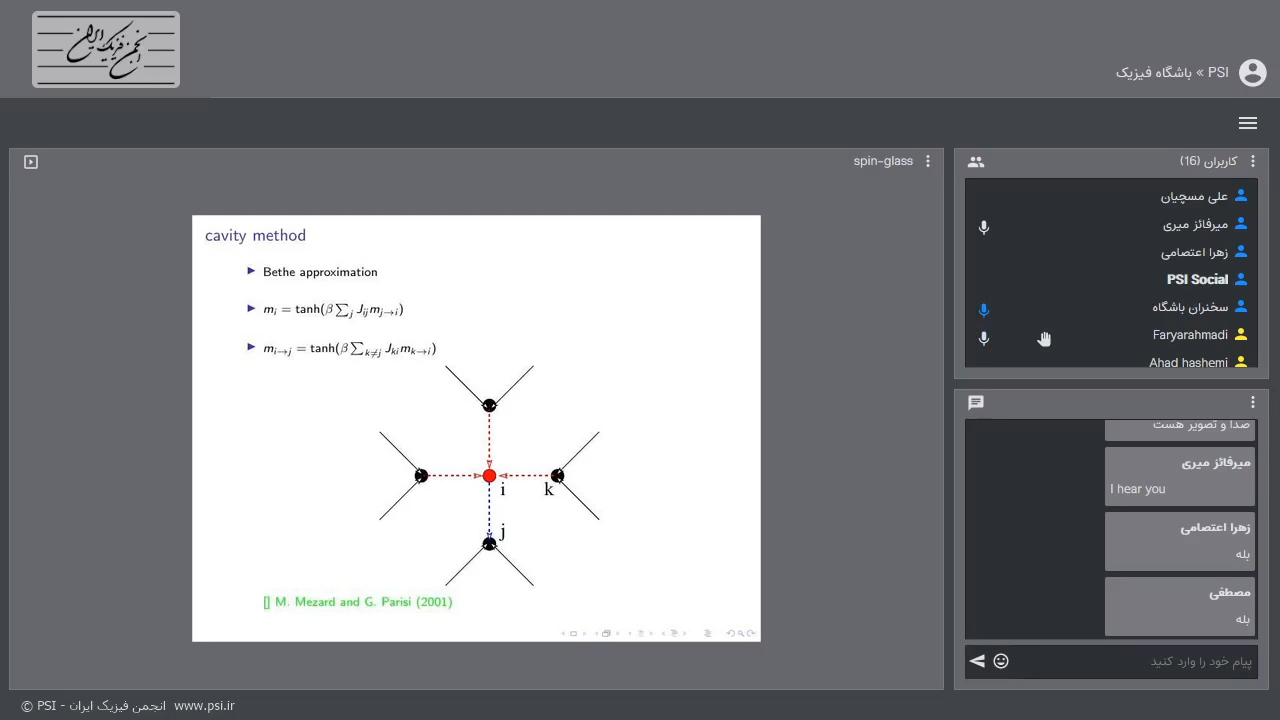 انجمن فیزیک ایران
PSI » باشگاه فیزیک
spin-glass
cavity method
Bethe approximation
m_i = tanh(β∑_j J_ij m_{j→i})
m_{i→j} = tanh(β∑_{k≠j} J_ki m_{k→i})
i
k
j
[] M. Mezard and G. Parisi (2001)
کاربران (16)
علی مسچیان
میرفائز میری
زهرا اعتصامی
PSI Social
سخنران باشگاه
Faryarahmadi
Ahad hashemi
صدا و تصویر هست
میرفائز میری
I hear you
زهرا اعتصامی
بله
مصطفی
بله
پیام خود را وارد کنید
© PSI - انجمن فیزیک ایران www.psi.ir